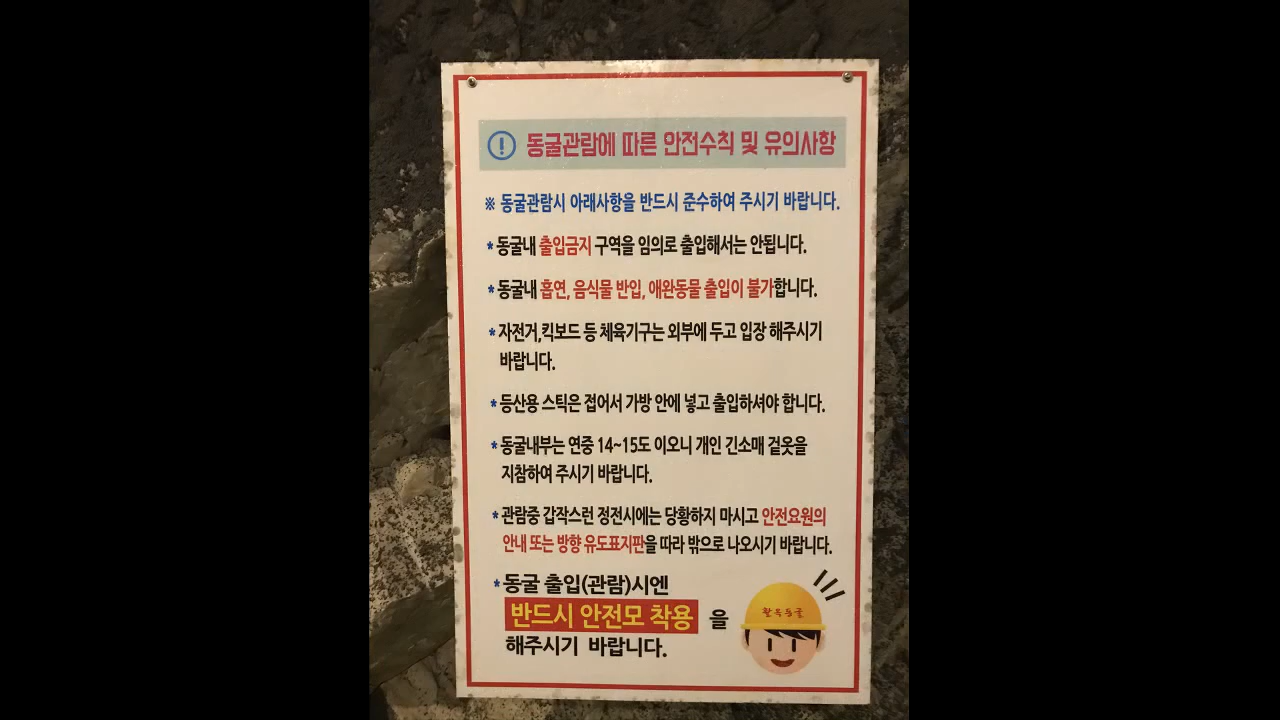 동굴관람에 따른 안전수칙 및 유의사항
※ 동굴관람시 아래사항을 반드시 준수하여 주시기 바랍니다.
* 동굴내 출입금지 구역을 임의로 출입해서는 안됩니다.
* 동굴내 흡연, 음식물 반입, 애완동물 출입이 불가합니다.
* 자전거,킥보드 등 체육기구는 외부에 두고 입장 해주시기
바랍니다.
* 등산용 스틱은 접어서 가방 안에 넣고 출입하셔야 합니다.
* 동굴내부는 연중 14~15도 이오니 개인 긴소매 겉옷을
지참하여 주시기 바랍니다.
* 관람중 갑작스런 정전시에는 당황하지 마시고 안전요원의
안내 또는 방향 유도표지판을 따라 밖으로 나오시기 바랍니다.
* 동굴 출입(관람)시엔
반드시 안전모 착용 을
해주시기 바랍니다.
활옥동굴